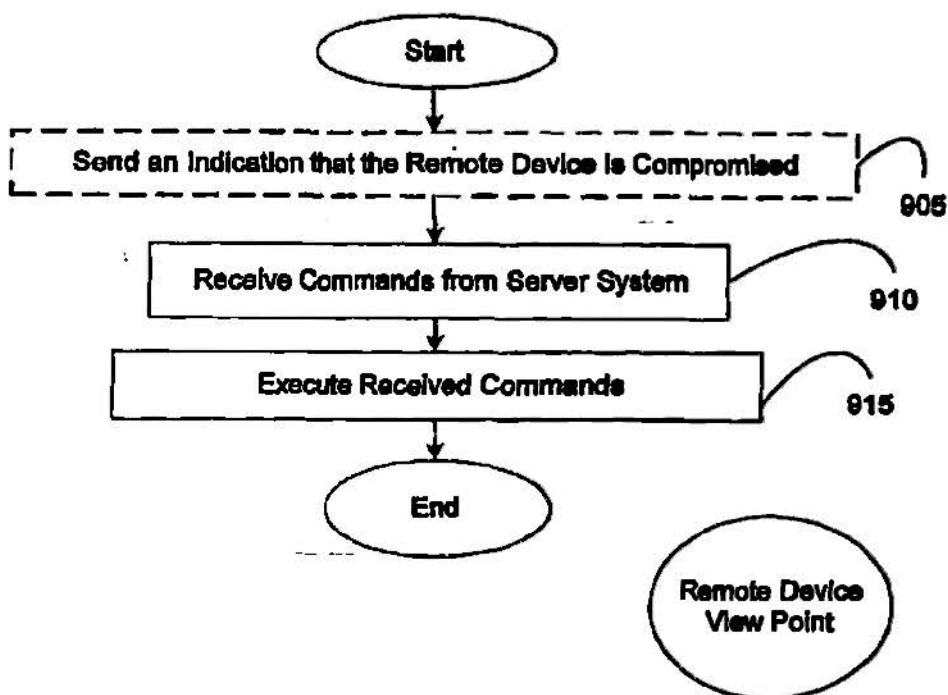 Start
Send an Indication that the Remote Device is Compromised
905
Receive Commands from Server System
910
Execute Received Commands
915
End
Remote Device
View Point